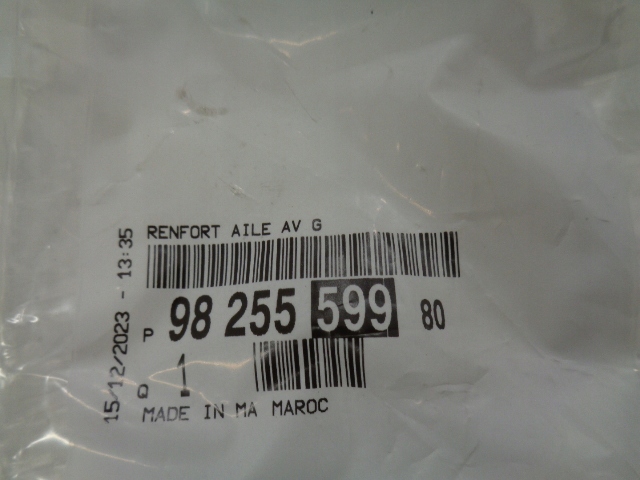 RENFORT AILE AV G
P 98 255 599 80
Q 1
MADE IN MA MAROC
15/12/2023 - 13:35